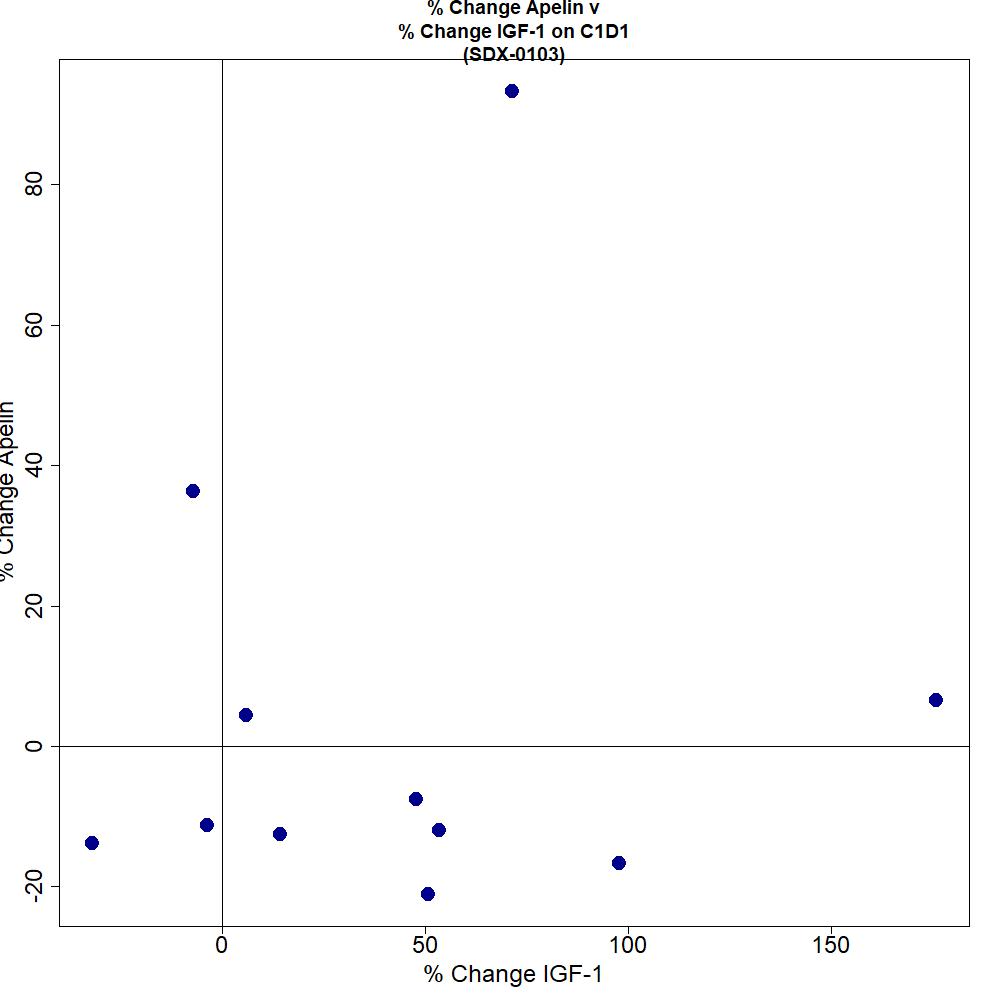 % Change Apelin v
% Change IGF-1 on C1D1
(SDX-0103)
% Change Apelin
80
60
40
20
0
-20
0
50
100
150
% Change IGF-1